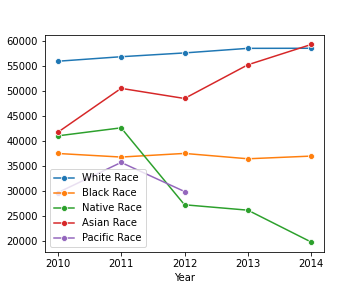 60000
55000
50000
45000
40000
35000
30000
25000
20000
White Race
Black Race
Native Race
Asian Race
Pacific Race
2010 2011 2012 2013 2014
Year